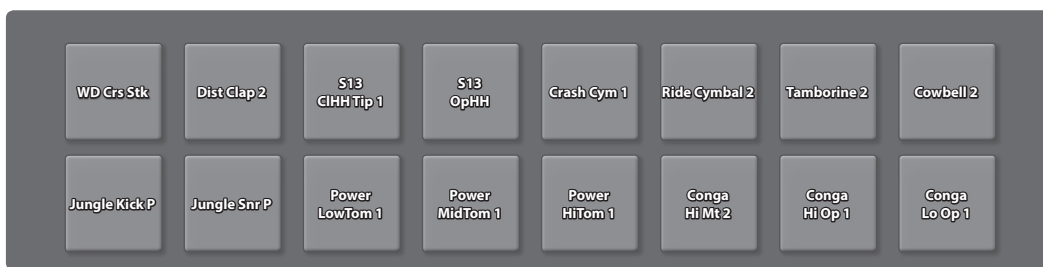 WD Crs Stk
Dist Clap 2
S13
ClHH Tip 1
S13
OpHH
Crash Cym 1
Ride Cymbal 2
Tamborine 2
Cowbell 2
Jungle Kick P
Jungle Snr P
Power
LowTom 1
Power
MidTom 1
Power
HiTom 1
Conga
Hi Mt 2
Conga
Hi Op 1
Conga
Lo Op 1